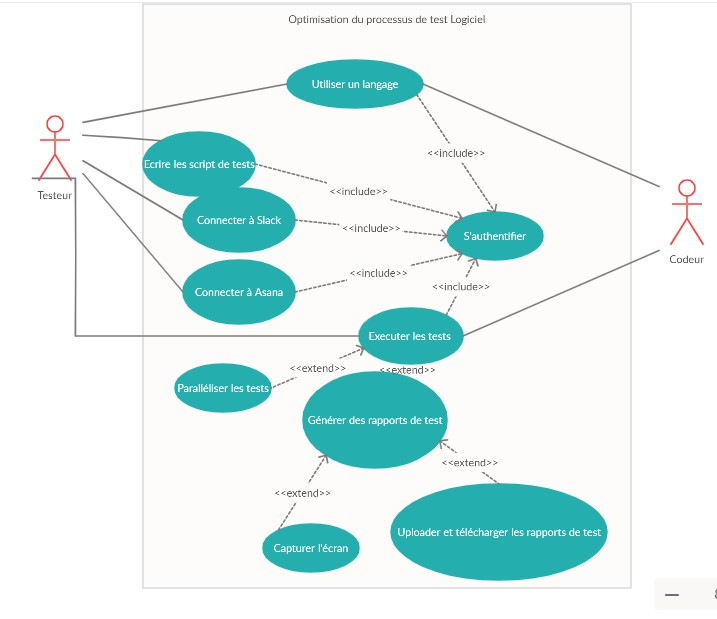 Optimisation du processus de test Logiciel
Utiliser un langage
<<include>>
Ecrire les script de tests
<<include>>
Testeur
Connecter à Slack
<<include>>
S'authentifier
Codeur
<<include>>
Connecter à Asana
<<include>>
Executer les tests
<<extend>>
<<extend>>
Paralléliser les tests
Générer des rapports de test
<<extend>>
<<extend>>
Uploader et télécharger les rapports de test
Capturer l'écran